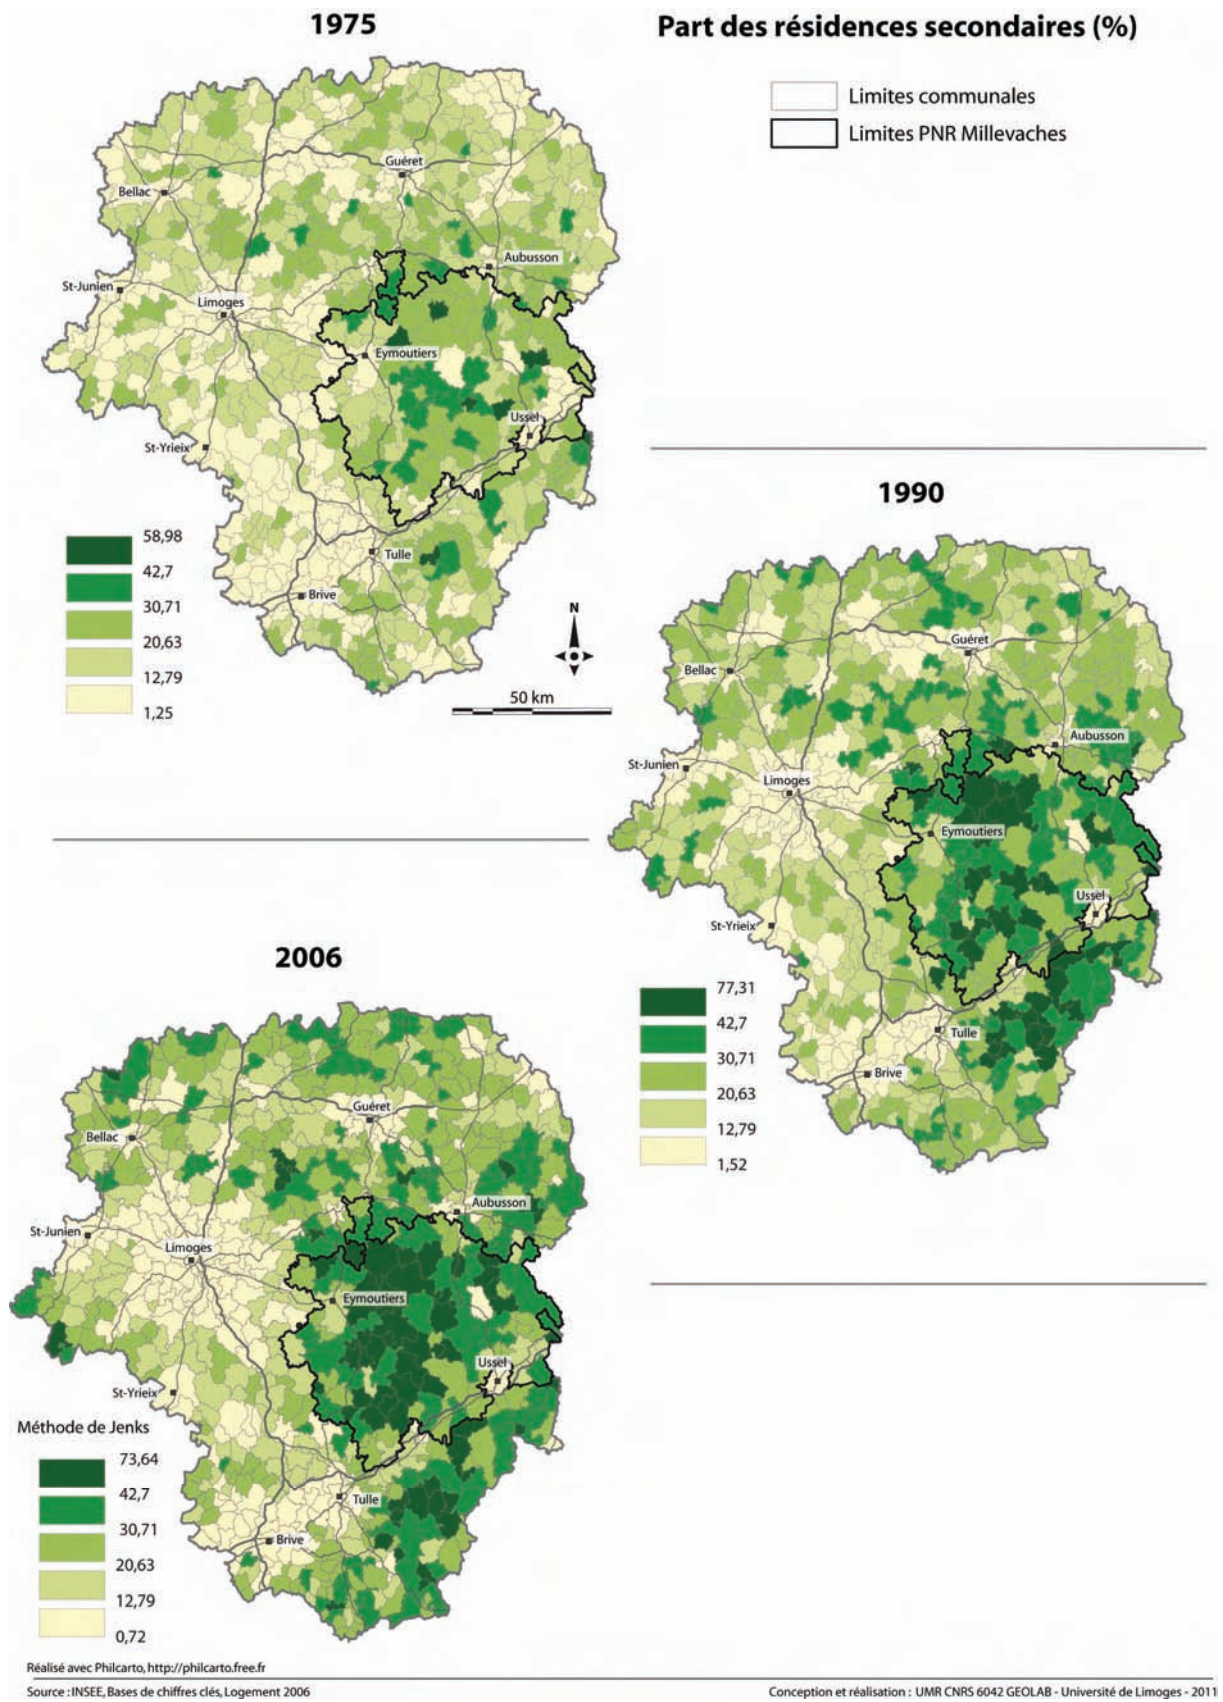 1975
Part des résidences secondaires (%)
Limites communales
Limites PNR Millevaches
Guéret
Bellac
Aubusson
St-Junien
Limoges
Eymoutiers
Ussel
St-Yrieix
Tulle
Brive
58,98
42,7
30,71
20,63
12,79
1,25
N
50 km
1990
Guéret
Bellac
Aubusson
St-Junien
Limoges
Eymoutiers
Ussel
St-Yrieix
Tulle
Brive
77,31
42,7
30,71
20,63
12,79
1,52
2006
Guéret
Bellac
Aubusson
St-Junien
Limoges
Eymoutiers
Ussel
St-Yrieix
Tulle
Brive
Méthode de Jenks
73,64
42,7
30,71
20,63
12,79
0,72
Réalisé avec Philcarto, http://philcarto.free.fr
Source : INSEE, Bases de chiffres clés, Logement 2006
Conception et réalisation : UMR CNRS 6042 GEOLAB - Université de Limoges - 2011